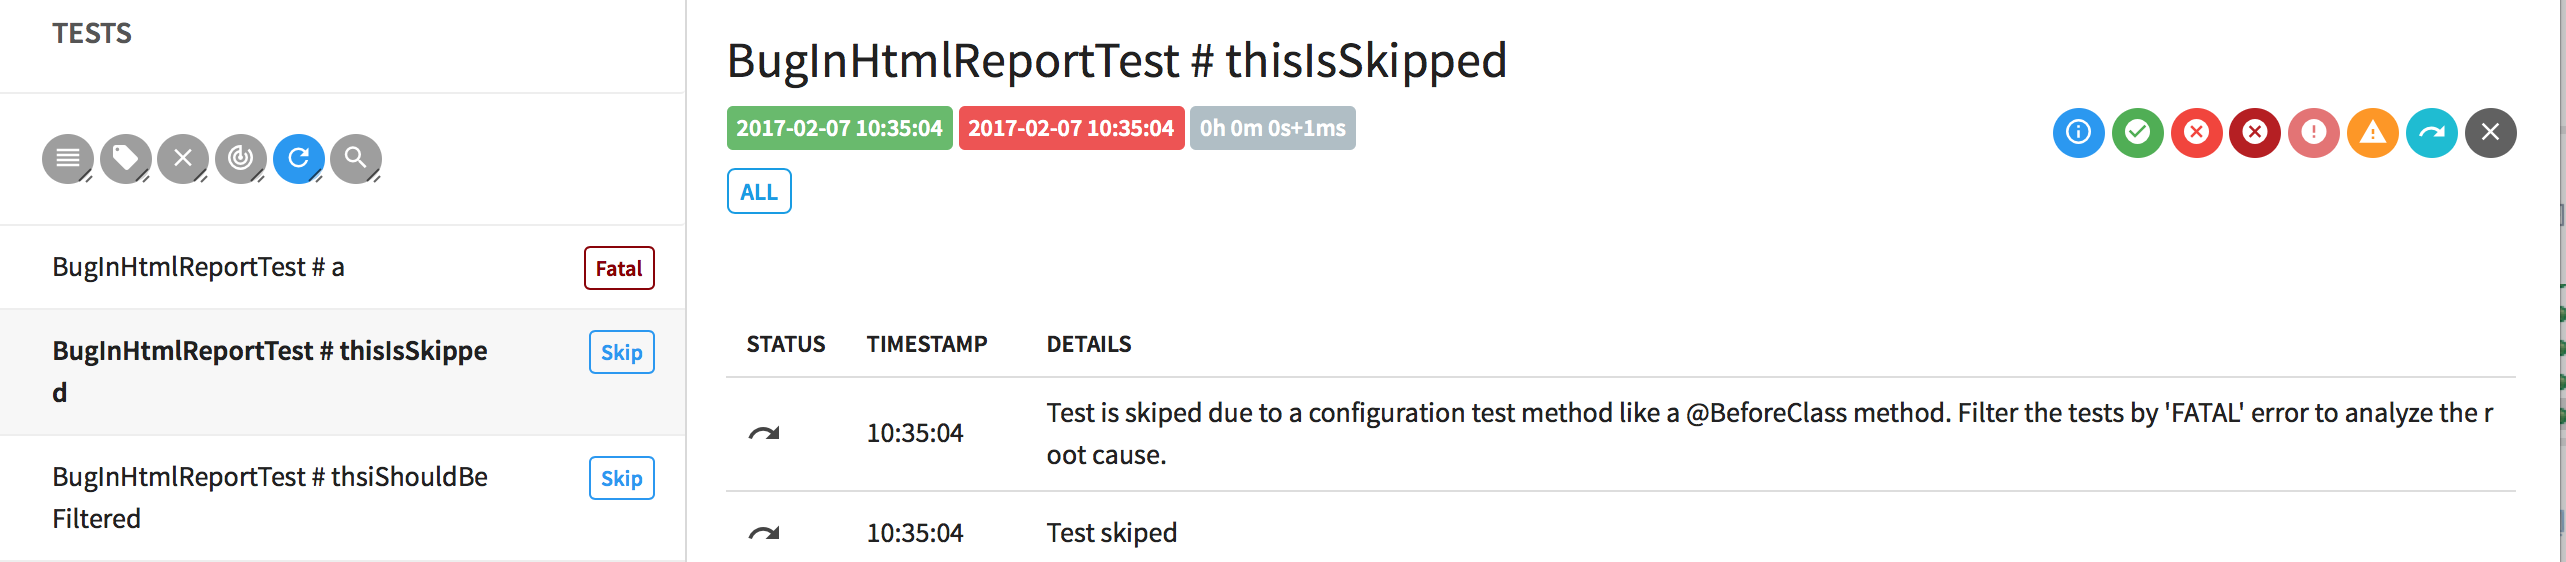 TESTS
BugInHtmlReportTest # a
Fatal
BugInHtmlReportTest # thisIsSkippe
d
Skip
BugInHtmlReportTest # thsiShouldBe
Filtered
Skip
BugInHtmlReportTest # thisIsSkipped
2017-02-07 10:35:04 2017-02-07 10:35:04 0h 0m 0s+1ms
ALL
STATUS TIMESTAMP DETAILS
10:35:04 Test is skiped due to a configuration test method like a @BeforeClass method. Filter the tests by 'FATAL' error to analyze the r
oot cause.
10:35:04 Test skiped